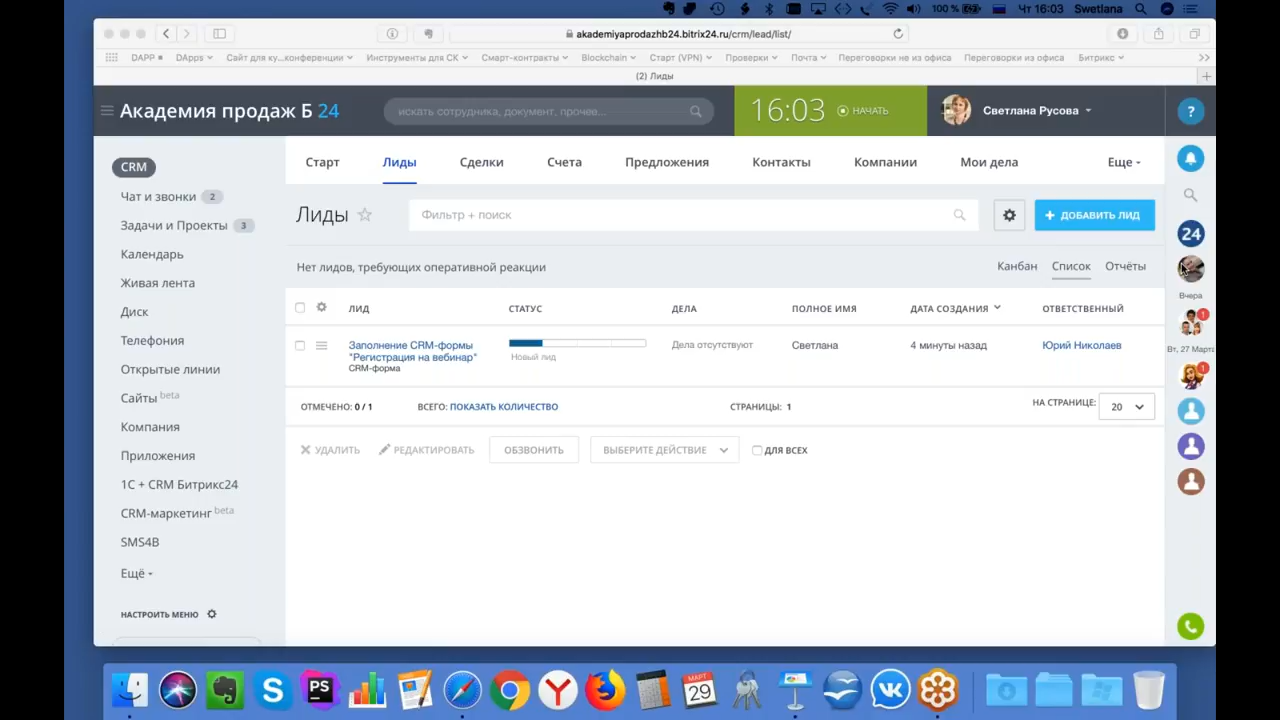 100 %
Чт 16:03 Swetlana
akademiyaprodazhb24.bitrix24.ru/crm/lead/list/
DAPP DApps Сайт для ку...конференции Инструменты для СК Смарт-контракты Blockchain Старт (VPN) Проверки Почта Переговорки не из офиса Переговорки из офиса Битрикс
(2) Лиды
Академия продаж Б 24
искать сотрудника, документ, прочее...
16:03 НАЧАТЬ
Светлана Русова
?
CRM
Чат и звонки 2
Задачи и Проекты 3
Календарь
Живая лента
Диск
Телефония
Открытые линии
Сайты beta
Компания
Приложения
1С + CRM Битрикс24
CRM-маркетинг beta
SMS4B
Ещё
НАСТРОИТЬ МЕНЮ
Старт Лиды Сделки Счета Предложения Контакты Компании Мои дела Еще
Лиды
Фильтр + поиск
+ ДОБАВИТЬ ЛИД
Нет лидов, требующих оперативной реакции
Канбан Список Отчёты
ЛИД СТАТУС ДЕЛА ПОЛНОЕ ИМЯ ДАТА СОЗДАНИЯ ОТВЕТСТВЕННЫЙ
Заполнение CRM-формы
"Регистрация на вебинар"
CRM-форма
Новый лид
Дела отсутствуют
Светлана
4 минуты назад
Юрий Николаев
ОТМЕЧЕНО: 0 / 1 ВСЕГО: ПОКАЗАТЬ КОЛИЧЕСТВО СТРАНИЦЫ: 1 НА СТРАНИЦЕ: 20
УДАЛИТЬ РЕДАКТИРОВАТЬ ОБЗВОНИТЬ ВЫБЕРИТЕ ДЕЙСТВИЕ ДЛЯ ВСЕХ
24
Вчера
1
Вт, 27 Марта
1
PS
МАРТ
29